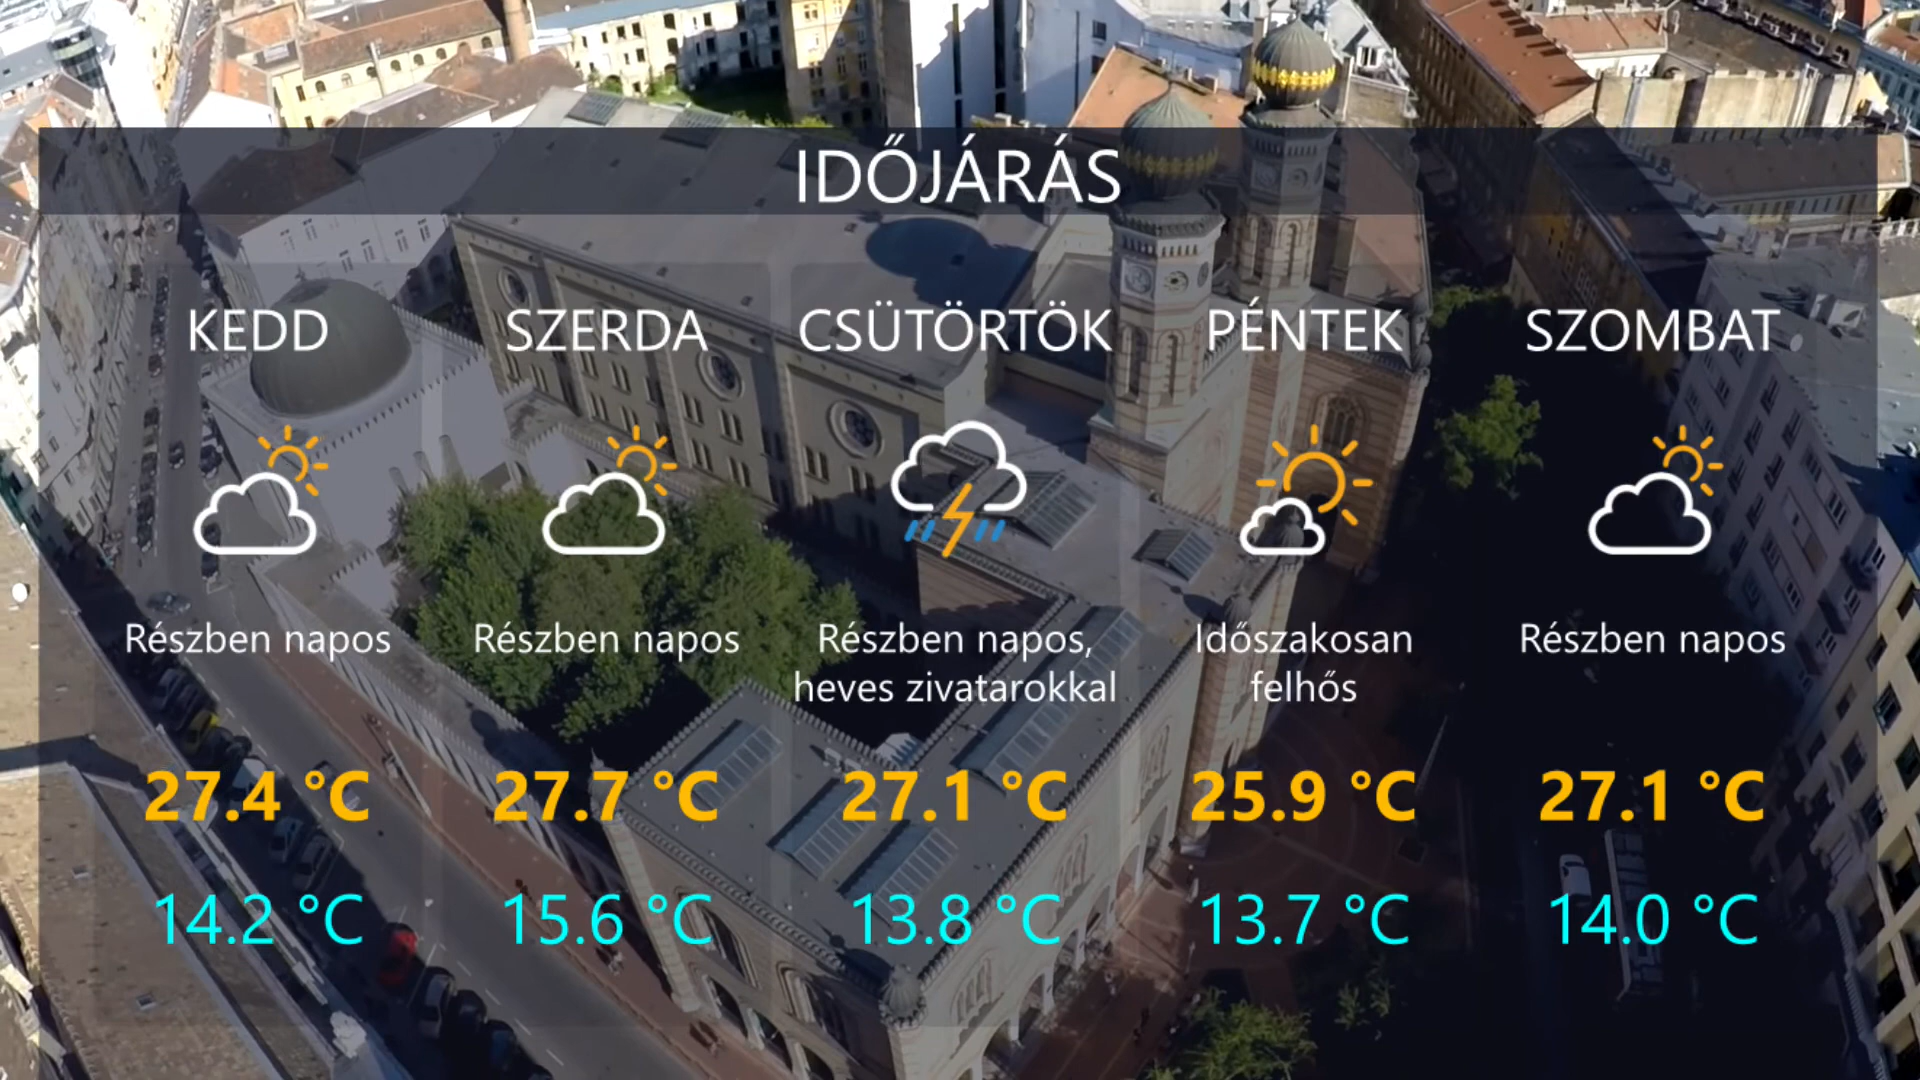 IDŐJÁRÁS
KEDD
SZERDA
CSÜTÖRTÖK
PÉNTEK
SZOMBAT
Részben napos
Részben napos
Részben napos,
heves zivatarokkal
Időszakosan
felhős
Részben napos
27.4 °C
27.7 °C
27.1 °C
25.9 °C
27.1 °C
14.2 °C
15.6 °C
13.8 °C
13.7 °C
14.0 °C